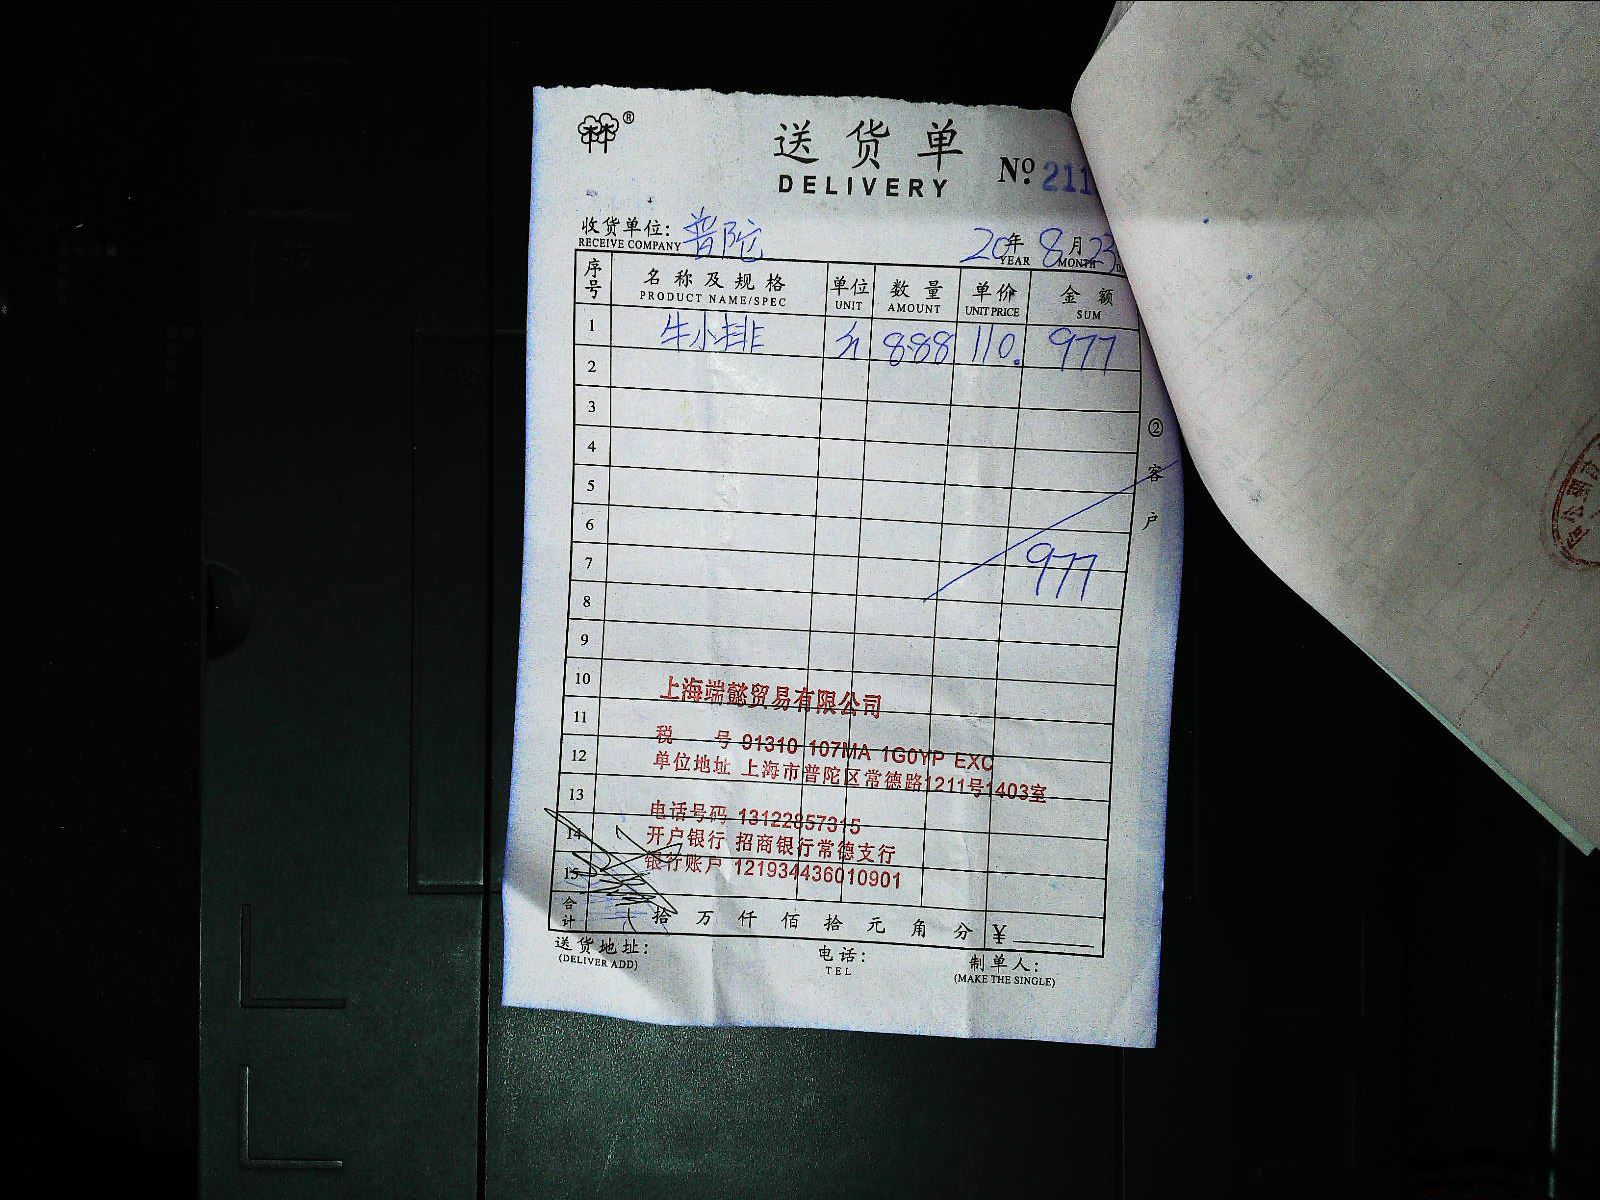 林 ®
送货单
DELIVERY
№ 211
收货单位: 普陀
RECEIVE COMPANY
20年 8月23
YEAR MONTH
序号 名称及规格 单位 数量 单价 金额
PRODUCT NAME/SPEC UNIT AMOUNT UNIT PRICE SUM
1 牛小排 斤 8.88 110. 977
2
3
4
5
6
7 977
8
9
10
上海端懿贸易有限公司
11
税 号 91310 107MA 1G0YP EXC
12
单位地址 上海市普陀区常德路1211号1403室
13
电话号码 13122857315
14
开户银行 招商银行常德支行
15
银行账户 121934436010901
合计 拾 万 仟 佰 拾 元 角 分 ¥
送货地址: 电话: 制单人:
(DELIVER ADD) TEL (MAKE THE SINGLE)
② 客户